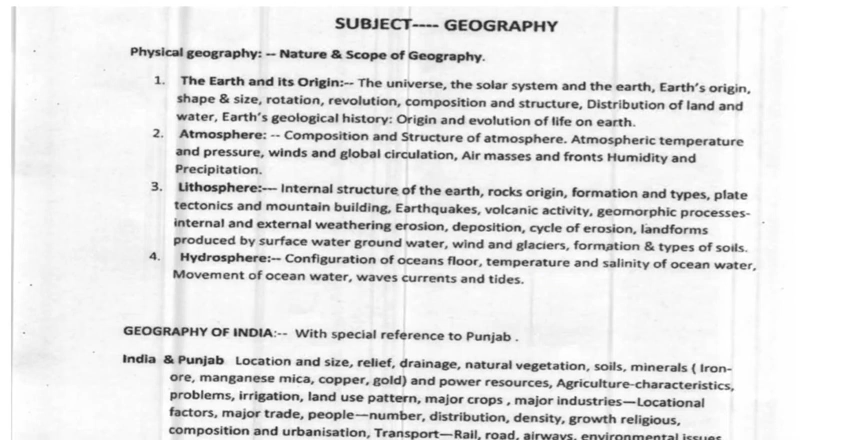 SUBJECT---- GEOGRAPHY
Physical geography: -- Nature & Scope of Geography.
1. The Earth and its Origin:-- The universe, the solar system and the earth, Earth's origin,
shape & size, rotation, revolution, composition and structure, Distribution of land and
water, Earth's geological history: Origin and evolution of life on earth.
2. Atmosphere: -- Composition and Structure of atmosphere. Atmospheric temperature
and pressure, winds and global circulation, Air masses and fronts Humidity and
Precipitation.
3. Lithosphere:--- Internal structure of the earth, rocks origin, formation and types, plate
tectonics and mountain building, Earthquakes, volcanic activity, geomorphic processes-
internal and external weathering erosion, deposition, cycle of erosion, landforms
produced by surface water ground water, wind and glaciers, formation & types of soils.
4. Hydrosphere:-- Configuration of oceans floor, temperature and salinity of ocean water,
Movement of ocean water, waves currents and tides.
GEOGRAPHY OF INDIA:-- With special reference to Punjab .
India & Punjab Location and size, relief, drainage, natural vegetation, soils, minerals ( Iron-
ore, manganese mica, copper, gold) and power resources, Agriculture-characteristics,
problems, irrigation, land use pattern, major crops , major industries—Locational
factors, major trade, people—number, distribution, density, growth religious,
composition and urbanisation, Transport—Rail, road, airways, environmental issues